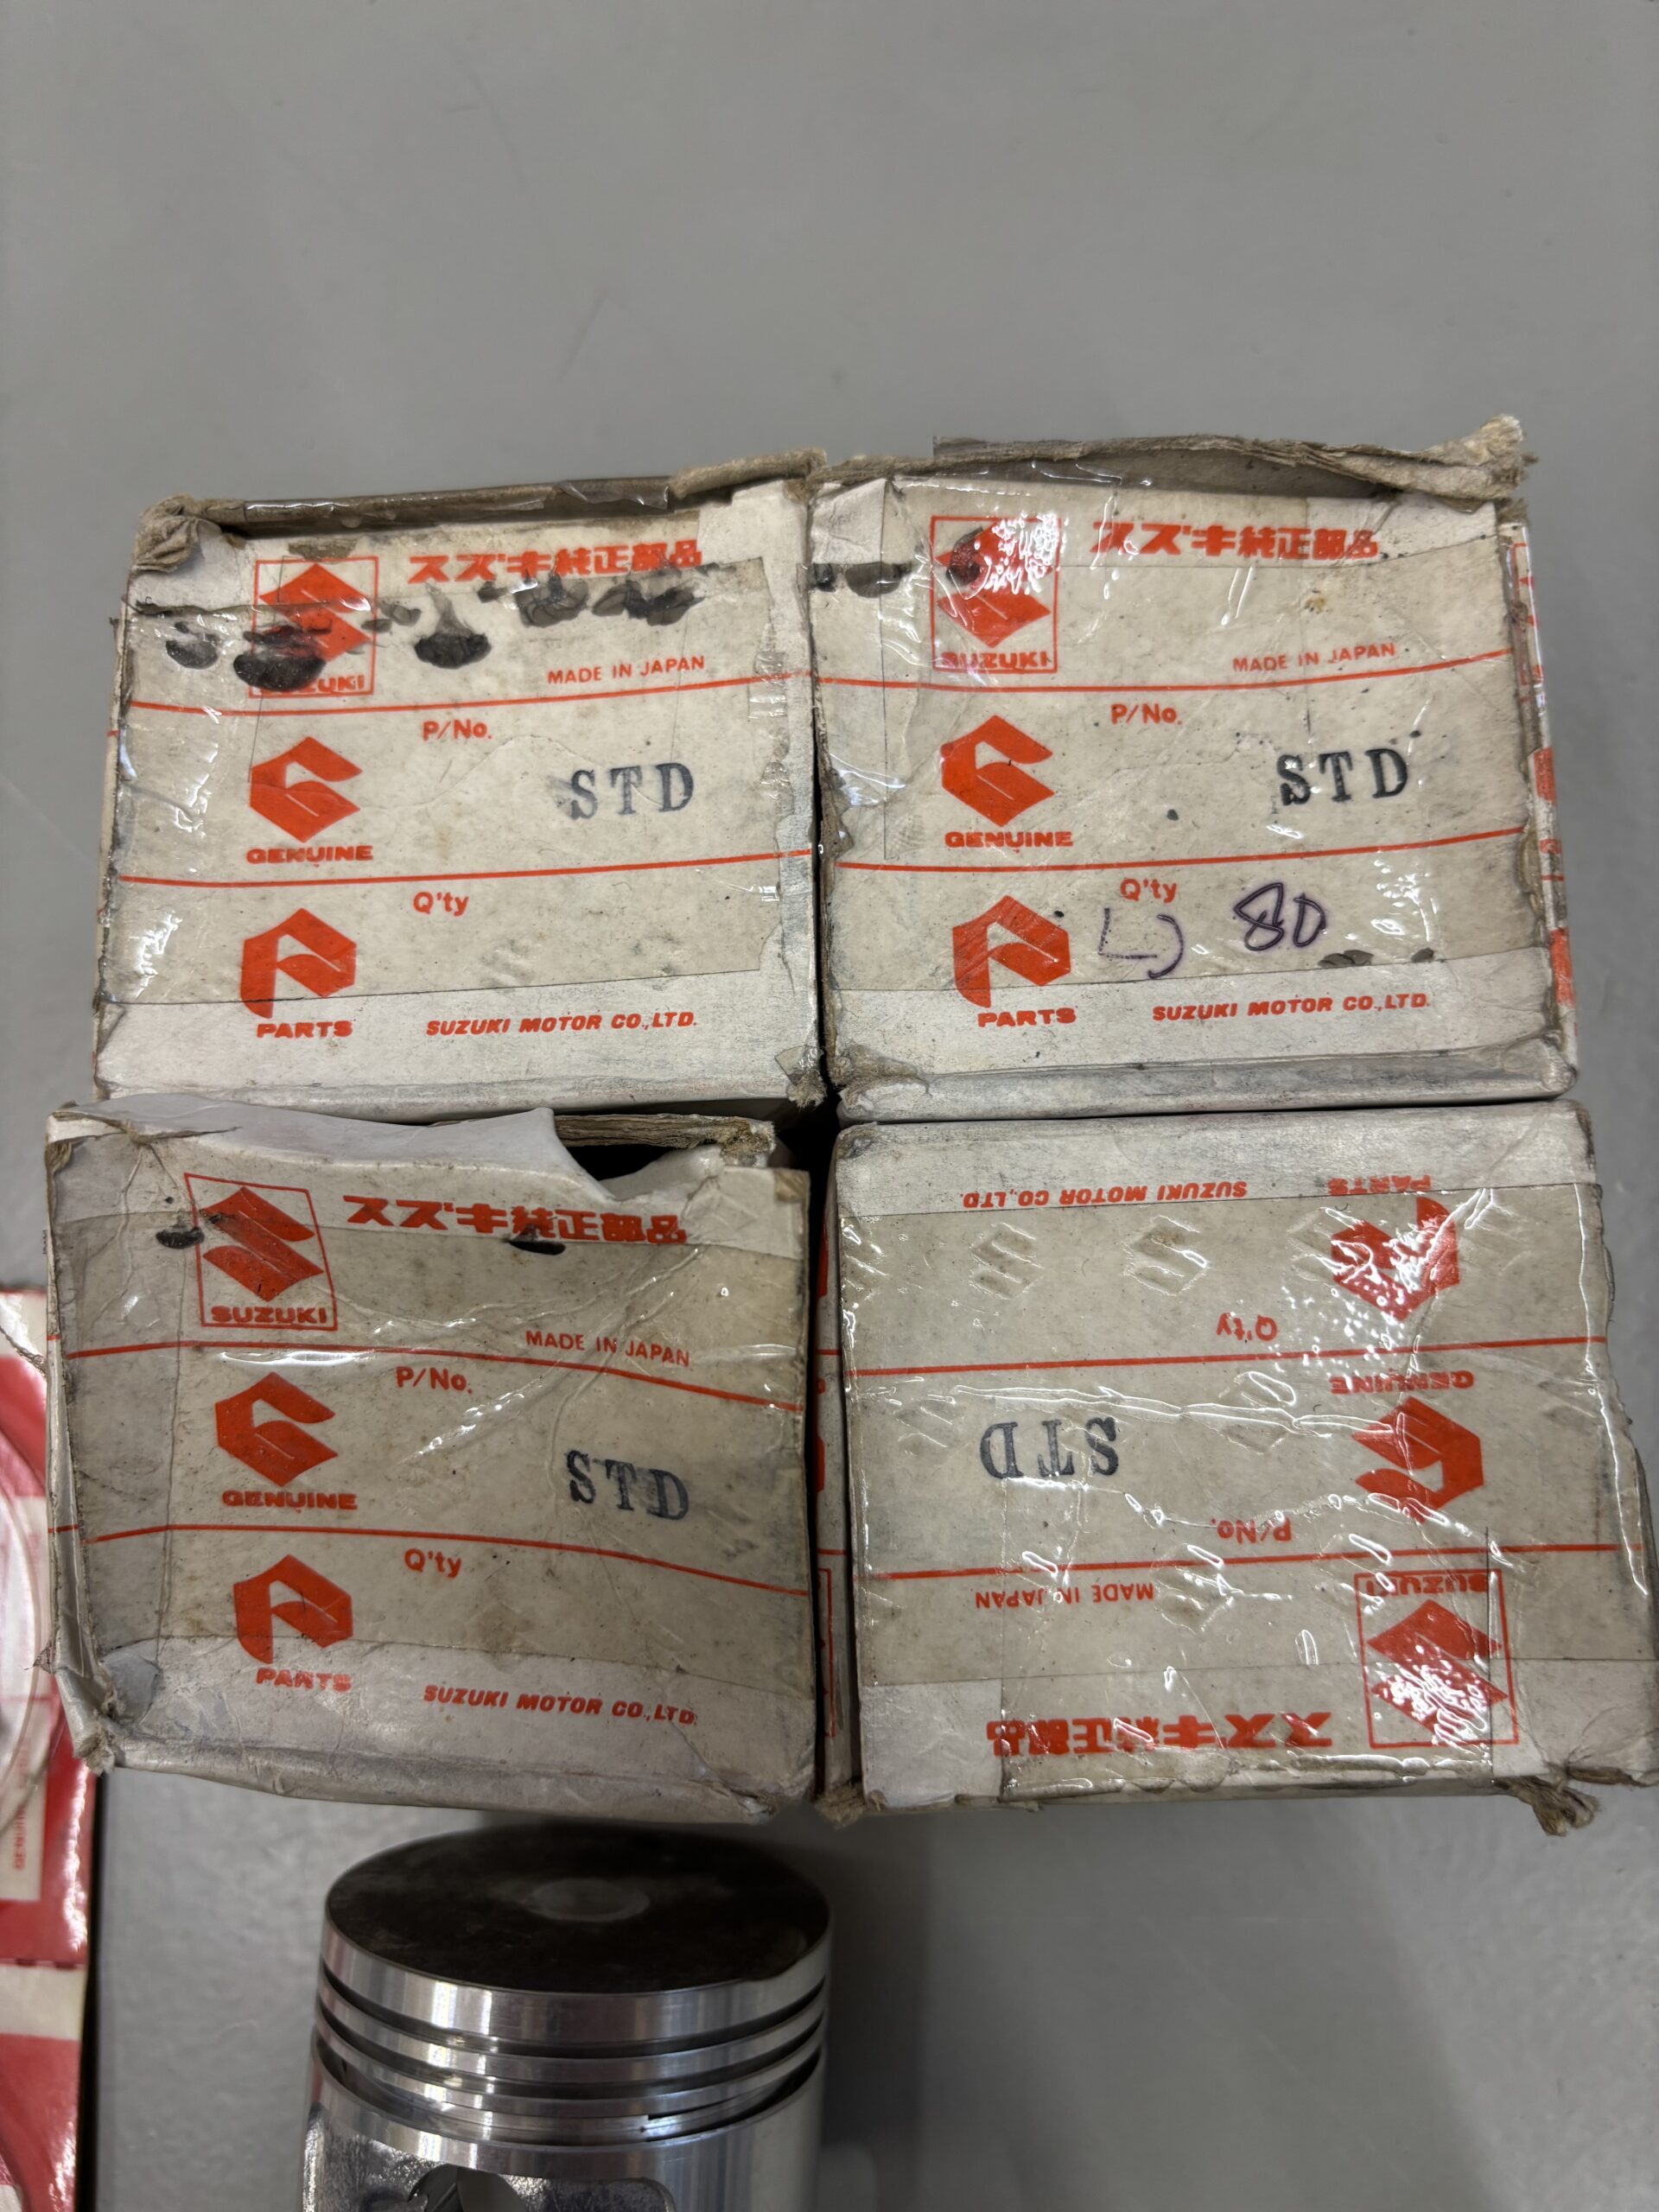 スズキ純正部品
SUZUKI
MADE IN JAPAN
P/No.
STD
GENUINE
Q'ty
PARTS
SUZUKI MOTOR CO.,LTD.
スズキ純正部品
SUZUKI
MADE IN JAPAN
P/No.
STD
GENUINE
Q'ty
80
PARTS
SUZUKI MOTOR CO.,LTD.
スズキ純正部品
SUZUKI
MADE IN JAPAN
P/No.
STD
GENUINE
Q'ty
PARTS
SUZUKI MOTOR CO.,LTD.
スズキ純正部品
SUZUKI
MADE IN JAPAN
P/No.
STD
GENUINE
Q'ty
PARTS
SUZUKI MOTOR CO.,LTD.